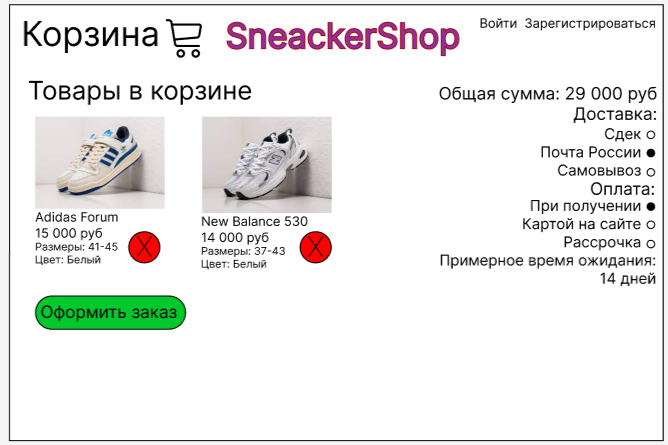 Корзина
SneackerShop
Войти Зарегистрироваться
Товары в корзине
Adidas Forum
15 000 руб
Размеры: 41-45
Цвет: Белый
X
New Balance 530
14 000 руб
Размеры: 37-43
Цвет: Белый
X
Оформить заказ
Общая сумма: 29 000 руб
Доставка:
Сдек
Почта России
Самовывоз
Оплата:
При получении
Картой на сайте
Рассрочка
Примерное время ожидания:
14 дней